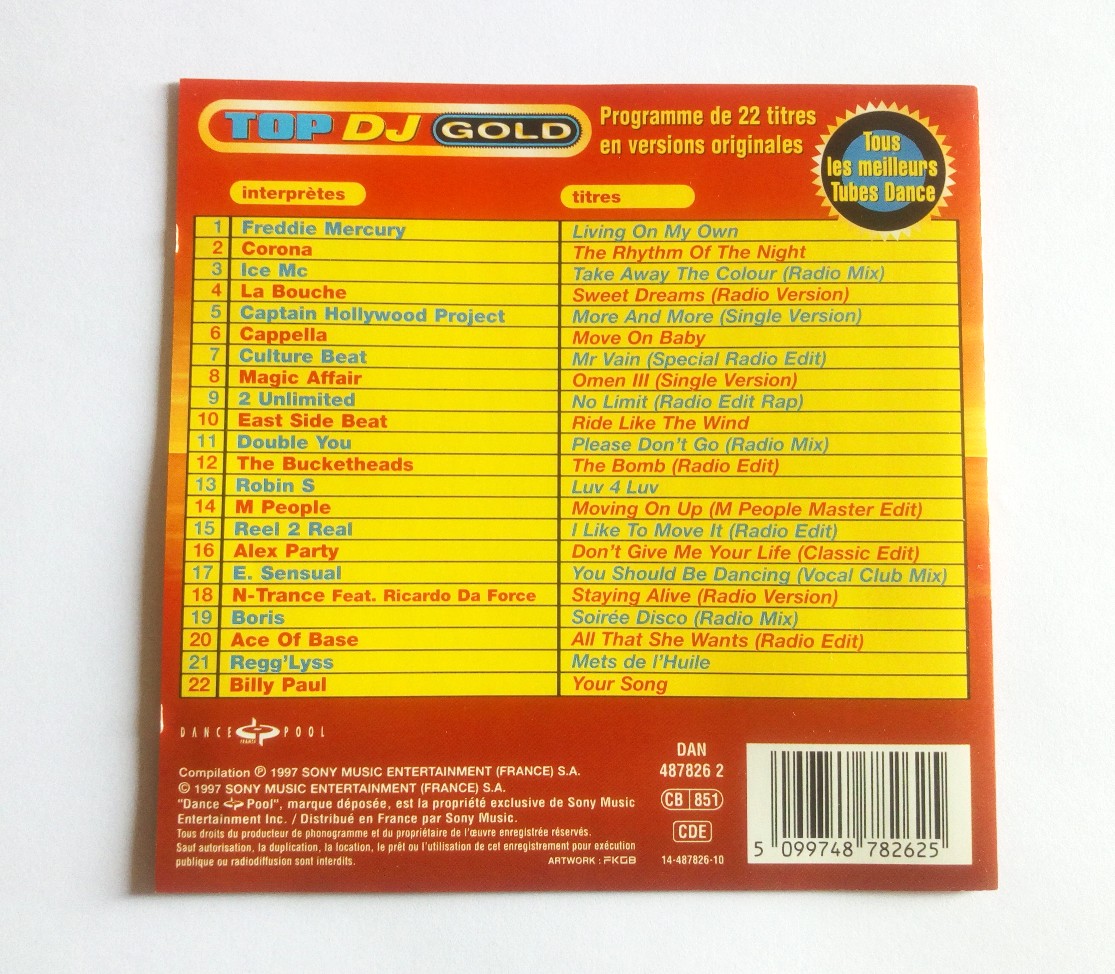 TOP DJ GOLD
Programme de 22 titres
en versions originales
Tous
les meilleurs
Tubes Dance
interprètes titres
1 Freddie Mercury Living On My Own
2 Corona The Rhythm Of The Night
3 Ice Mc Take Away The Colour (Radio Mix)
4 La Bouche Sweet Dreams (Radio Version)
5 Captain Hollywood Project More And More (Single Version)
6 Cappella Move On Baby
7 Culture Beat Mr Vain (Special Radio Edit)
8 Magic Affair Omen III (Single Version)
9 2 Unlimited No Limit (Radio Edit Rap)
10 East Side Beat Ride Like The Wind
11 Double You Please Don't Go (Radio Mix)
12 The Bucketheads The Bomb (Radio Edit)
13 Robin S Luv 4 Luv
14 M People Moving On Up (M People Master Edit)
15 Reel 2 Real I Like To Move It (Radio Edit)
16 Alex Party Don't Give Me Your Life (Classic Edit)
17 E. Sensual You Should Be Dancing (Vocal Club Mix)
18 N-Trance Feat. Ricardo Da Force Staying Alive (Radio Version)
19 Boris Soirée Disco (Radio Mix)
20 Ace Of Base All That She Wants (Radio Edit)
21 Regg'Lyss Mets de l'Huile
22 Billy Paul Your Song
DANCE POOL
FRANCE
Compilation ℗ 1997 SONY MUSIC ENTERTAINMENT (FRANCE) S.A.
© 1997 SONY MUSIC ENTERTAINMENT (FRANCE) S.A.
"Dance Pool", marque déposée, est la propriété exclusive de Sony Music
Entertainment Inc. / Distribué en France par Sony Music.
Tous droits du producteur de phonogramme et du propriétaire de l'œuvre enregistrée réservés.
Sauf autorisation, la duplication, la location, le prêt ou l'utilisation de cet enregistrement pour exécution
publique ou radiodiffusion sont interdits.
ARTWORK : FKGB
DAN
487826 2
CB 851
CDE
14-487826-10
5 099748 782625